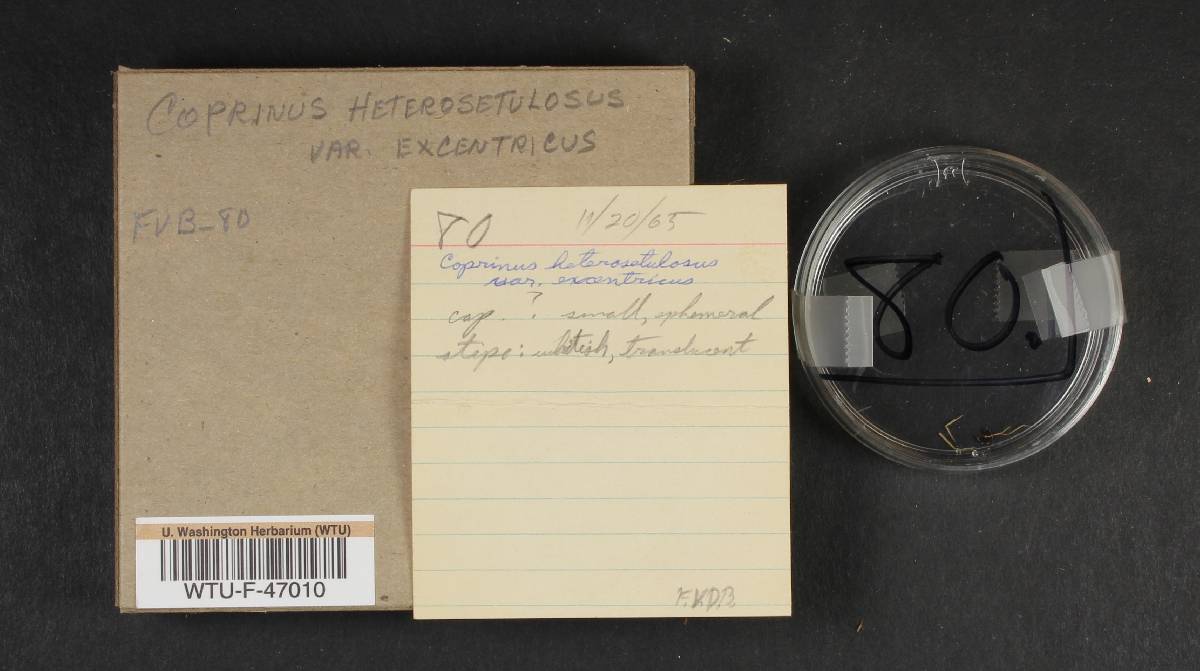 COPRINUS HETEROSETULOSUS
VAR. EXCENTRICUS
FVB-80
U. Washington Herbarium (WTU)
WTU-F-47010
80 11/20/65
Coprinus heterosetulosus
var. excentricus
cap. ? small, ephemeral
stipe: whitish, translucent
F.V.D.B.
80.